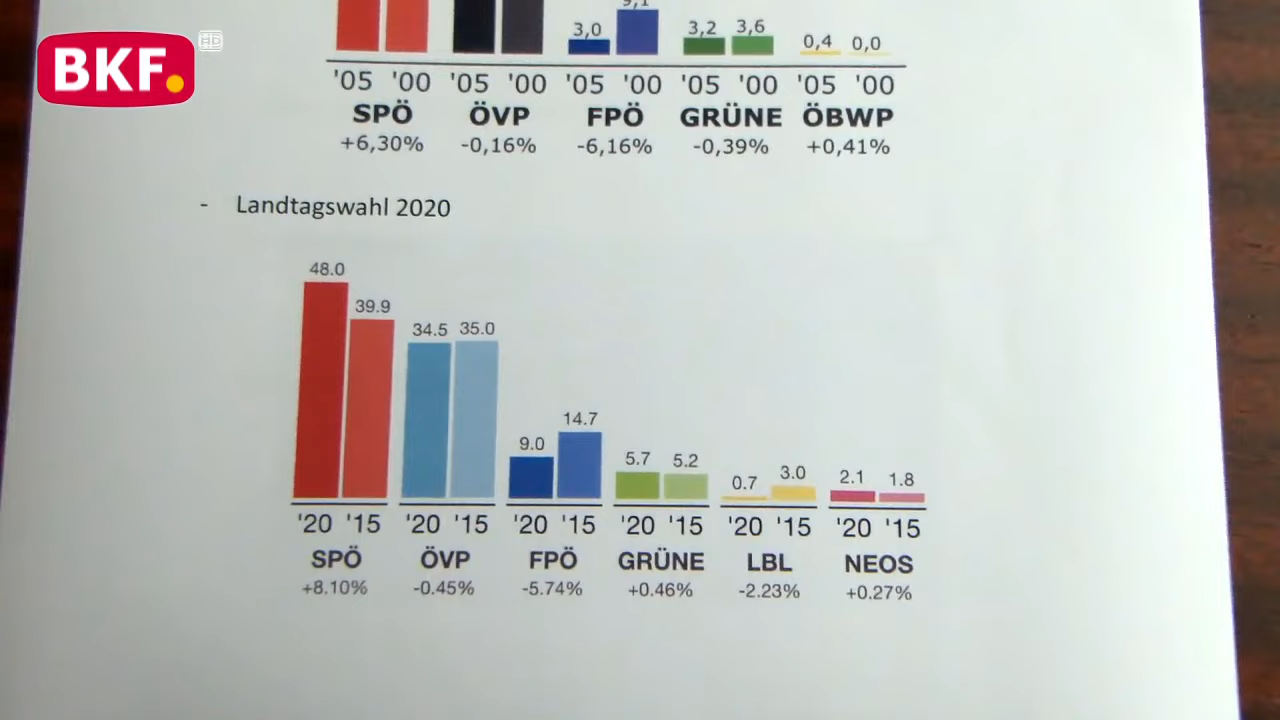 BKF.
HD
3,0 9,1 3,2 3,6 0,4 0,0
'05 '00 '05 '00 '05 '00 '05 '00 '05 '00
SPÖ ÖVP FPÖ GRÜNE ÖBWP
+6,30% -0,16% -6,16% -0,39% +0,41%
- Landtagswahl 2020
48.0 39.9 34.5 35.0 9.0 14.7 5.7 5.2 0.7 3.0 2.1 1.8
'20 '15 '20 '15 '20 '15 '20 '15 '20 '15 '20 '15
SPÖ ÖVP FPÖ GRÜNE LBL NEOS
+8.10% -0.45% -5.74% +0.46% -2.23% +0.27%